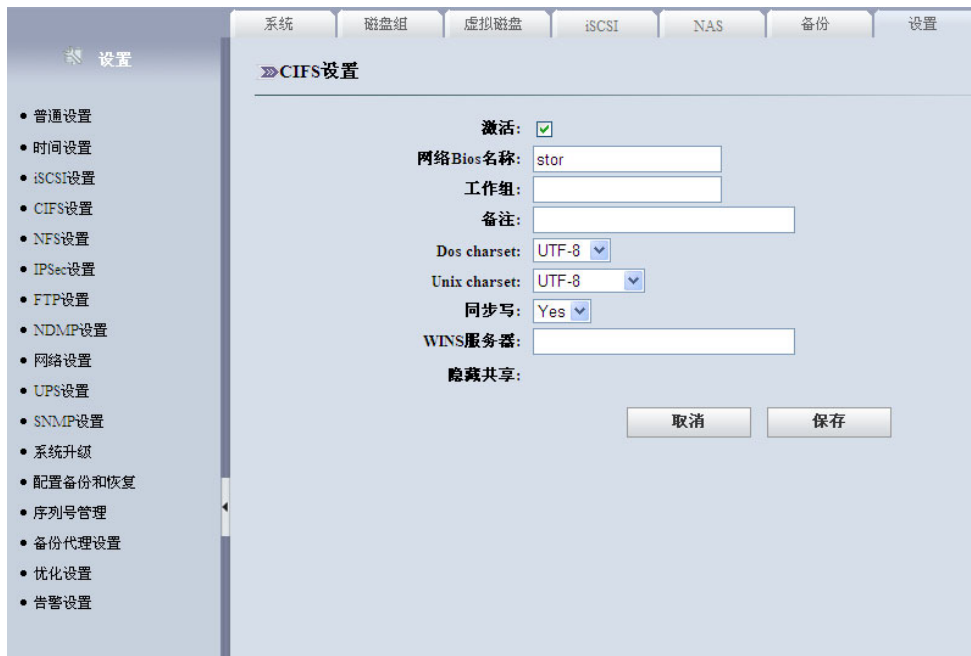 系统 磁盘组 虚拟磁盘 iSCSI NAS 备份 设置
设置
CIFS设置
普通设置
时间设置
iSCSI设置
CIFS设置
NFS设置
IPSec设置
FTP设置
NDMP设置
网络设置
UPS设置
SNMP设置
系统升级
配置备份和恢复
序列号管理
备份代理设置
优化设置
告警设置
激活:
网络Bios名称: stor
工作组:
备注:
Dos charset: UTF-8
Unix charset: UTF-8
同步写: Yes
WINS服务器:
隐藏共享:
取消 保存